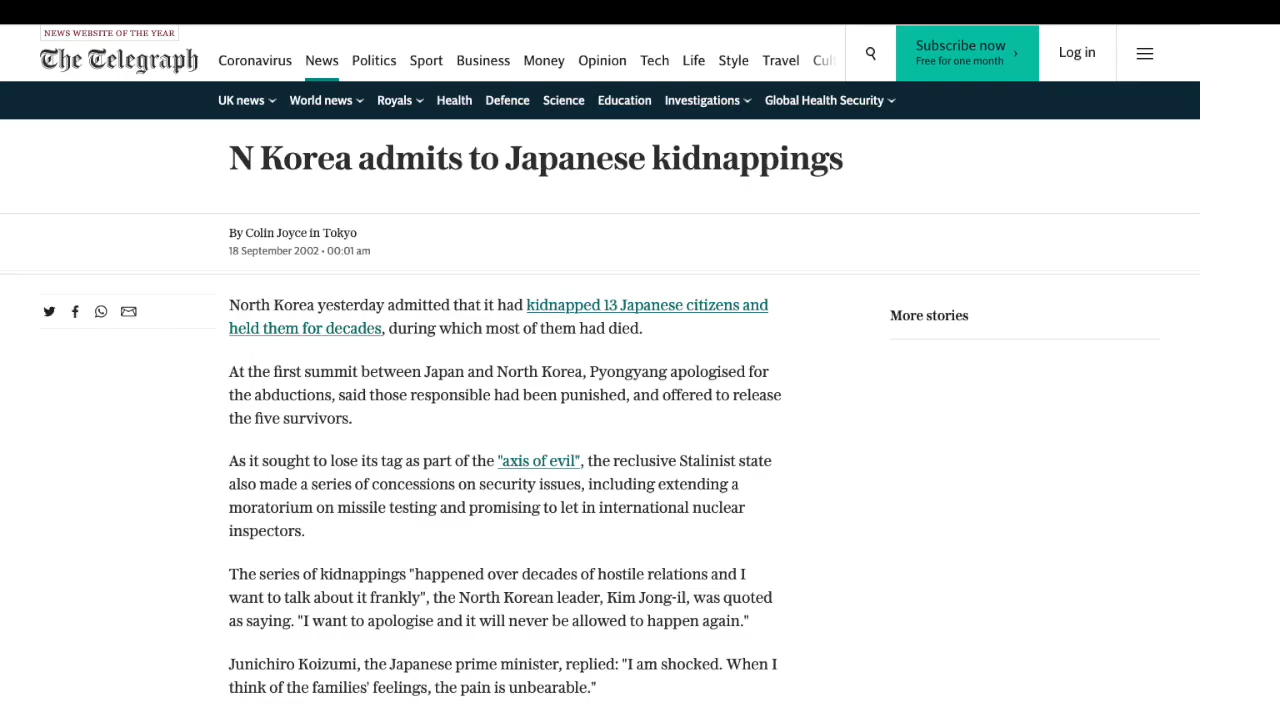 NEWS WEBSITE OF THE YEAR
The Telegraph
Coronavirus News Politics Sport Business Money Opinion Tech Life Style Travel
Subscribe now
Free for one month
Log in
UK news World news Royals Health Defence Science Education Investigations Global Health Security
N Korea admits to Japanese kidnappings
By Colin Joyce in Tokyo
18 September 2002 • 00:01 am
North Korea yesterday admitted that it had kidnapped 13 Japanese citizens and
held them for decades, during which most of them had died.
At the first summit between Japan and North Korea, Pyongyang apologised for
the abductions, said those responsible had been punished, and offered to release
the five survivors.
As it sought to lose its tag as part of the "axis of evil", the reclusive Stalinist state
also made a series of concessions on security issues, including extending a
moratorium on missile testing and promising to let in international nuclear
inspectors.
The series of kidnappings "happened over decades of hostile relations and I
want to talk about it frankly", the North Korean leader, Kim Jong-il, was quoted
as saying. "I want to apologise and it will never be allowed to happen again."
Junichiro Koizumi, the Japanese prime minister, replied: "I am shocked. When I
think of the families' feelings, the pain is unbearable."
More stories